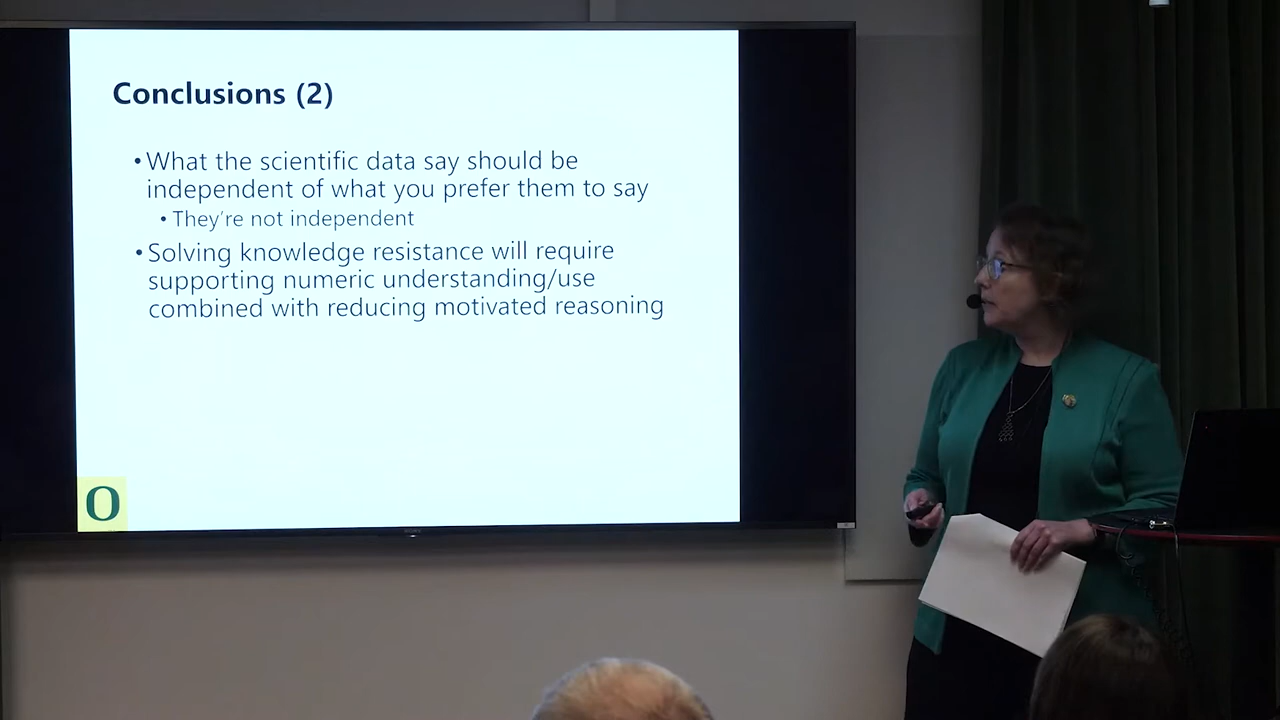 Conclusions (2)
• What the scientific data say should be
independent of what you prefer them to say
• They're not independent
• Solving knowledge resistance will require
supporting numeric understanding/use
combined with reducing motivated reasoning
O